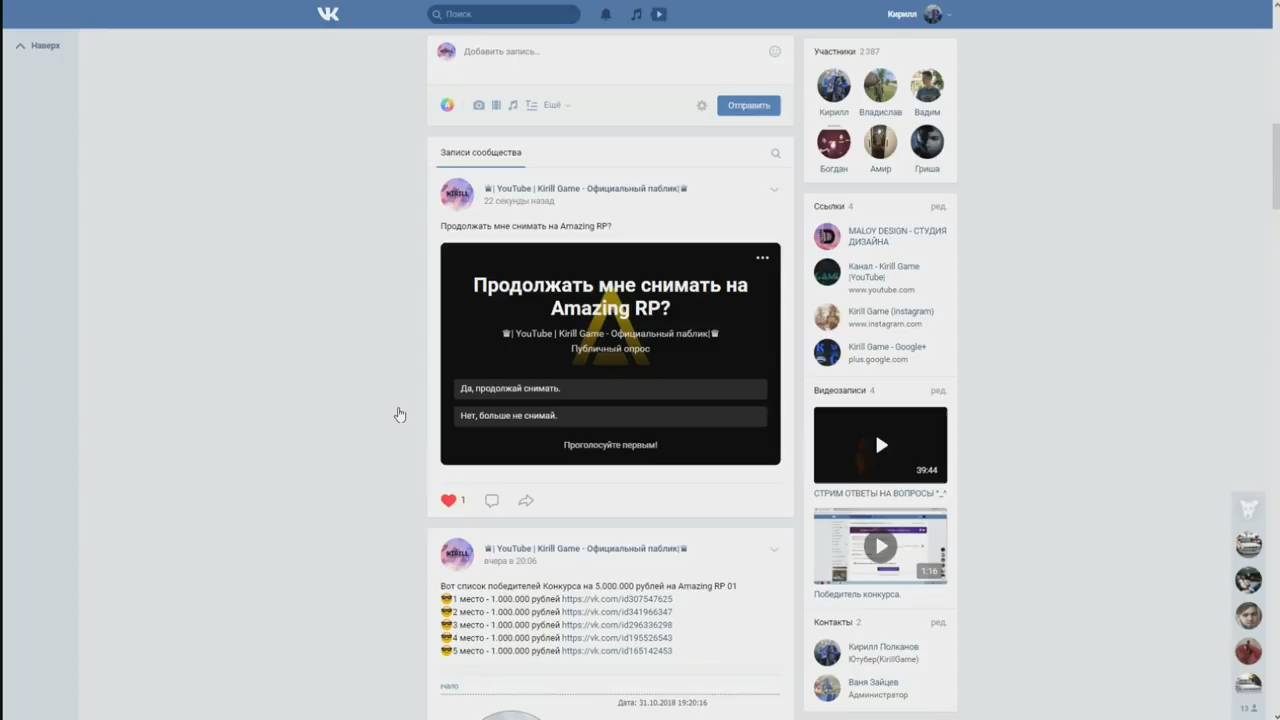 Поиск
Кирилл
Наверх
Добавить запись...
Ещё
Отправить
Записи сообщества
♛| YouTube | Kirill Game - Официальный паблик|♛
22 секунды назад
Продолжать мне снимать на Amazing RP?
Продолжать мне снимать на
Amazing RP?
♛| YouTube | Kirill Game - Официальный паблик|♛
Публичный опрос
Да, продолжай снимать.
Нет, больше не снимай.
Проголосуйте первым!
1
KIRILL
♛| YouTube | Kirill Game - Официальный паблик|♛
вчера в 20:06
Вот список победителей Конкурса на 5.000.000 рублей на Amazing RP 01
😎1 место - 1.000.000 рублей https://vk.com/id307547625
😎2 место - 1.000.000 рублей https://vk.com/id341966347
😎3 место - 1.000.000 рублей https://vk.com/id296336298
😎4 место - 1.000.000 рублей https://vk.com/id195526543
😎5 место - 1.000.000 рублей https://vk.com/id165142453
Дата: 31.10.2018 19:20:16
Участники 2 387
Кирилл Владислав Вадим
Богдан Амир Гриша
Ссылки 4 ред.
MALOY DESIGN - СТУДИЯ
ДИЗАЙНА
Канал - Kirill Game
|YouTube|
www.youtube.com
Kirill Game (instagram)
www.instagram.com
Kirill Game - Google+
plus.google.com
Видеозаписи 4 ред.
39:44
СТРИМ ОТВЕТЫ НА ВОПРОСЫ ^_^
1:16
Победитель конкурса.
Контакты 2 ред.
Кирилл Полканов
Ютубер(KirillGame)
Ваня Зайцев
Администратор
13